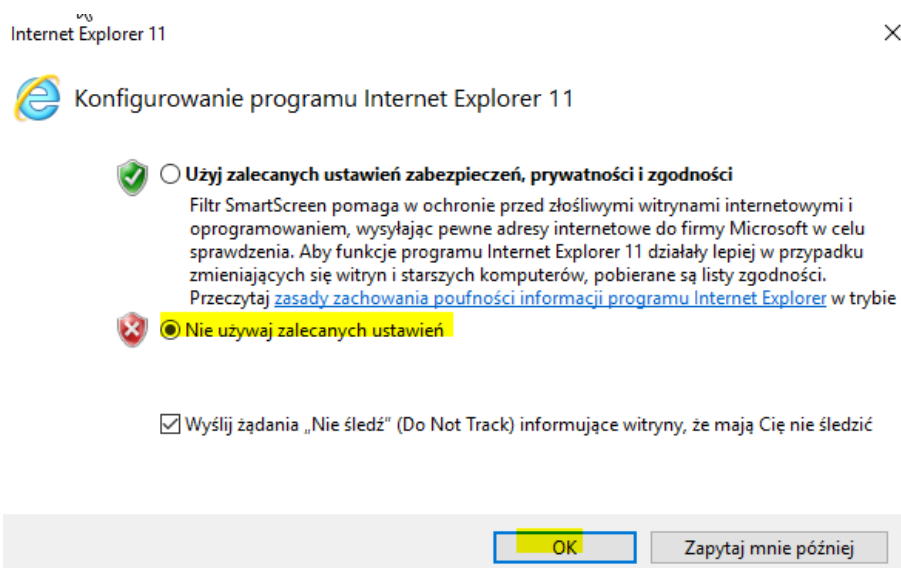 Internet Explorer 11
Konfigurowanie programu Internet Explorer 11
Użyj zalecanych ustawień zabezpieczeń, prywatności i zgodności
Filtr SmartScreen pomaga w ochronie przed złośliwymi witrynami internetowymi i
oprogramowaniem, wysyłając pewne adresy internetowe do firmy Microsoft w celu
sprawdzenia. Aby funkcje programu Internet Explorer 11 działały lepiej w przypadku
zmieniających się witryn i starszych komputerów, pobierane są listy zgodności.
Przeczytaj zasady zachowania poufności informacji programu Internet Explorer w trybie
Nie używaj zalecanych ustawień
Wyślij żądania „Nie śledź” (Do Not Track) informujące witryny, że mają Cię nie śledzić
OK
Zapytaj mnie później